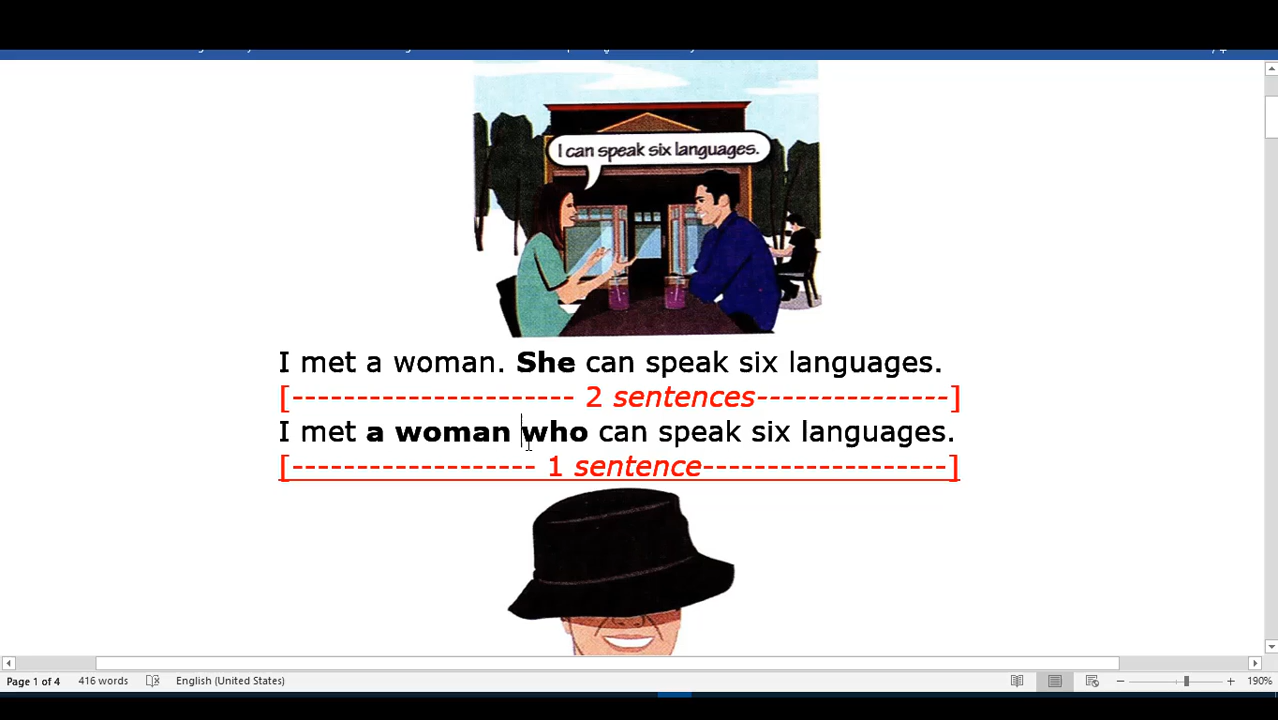 I can speak six languages.
I met a woman. She can speak six languages.
[---------------------- 2 sentences---------------]
I met a woman who can speak six languages.
[------------------- 1 sentence-------------------]
Page 1 of 4 416 words English (United States) 190%